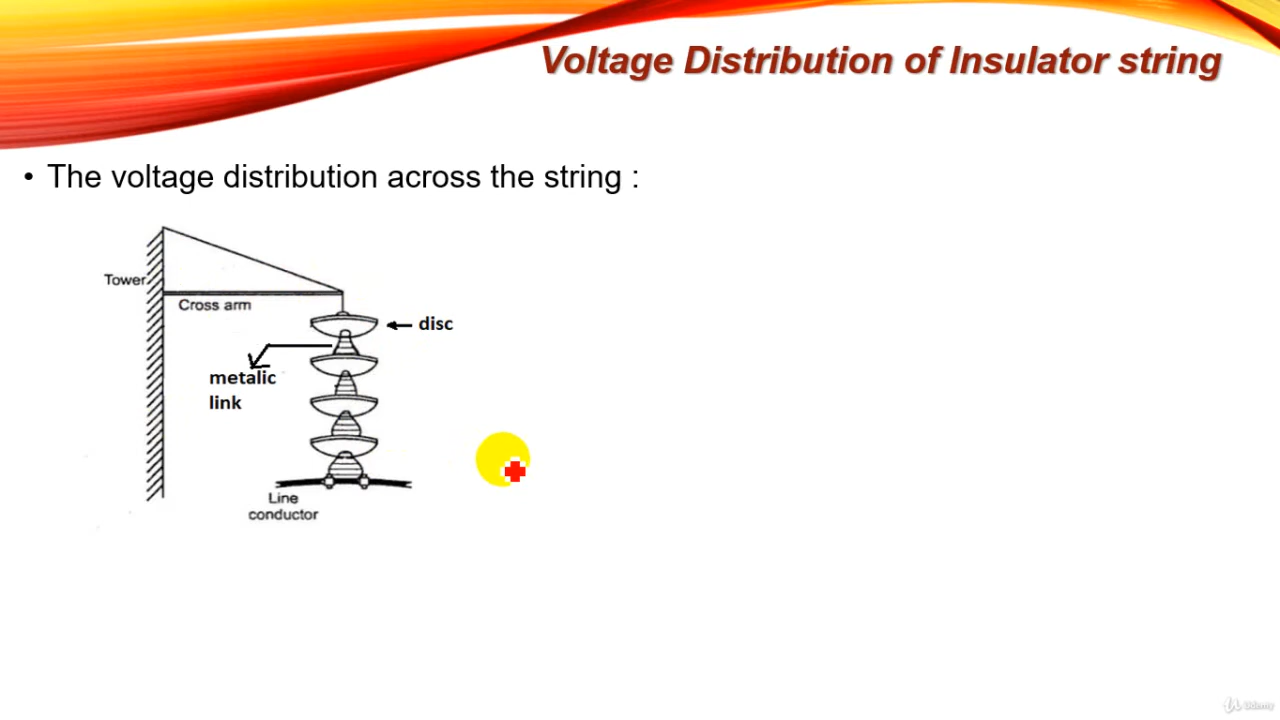 Voltage Distribution of Insulator string
• The voltage distribution across the string :
Tower
Cross arm
disc
metalic
link
Line
conductor
Udemy